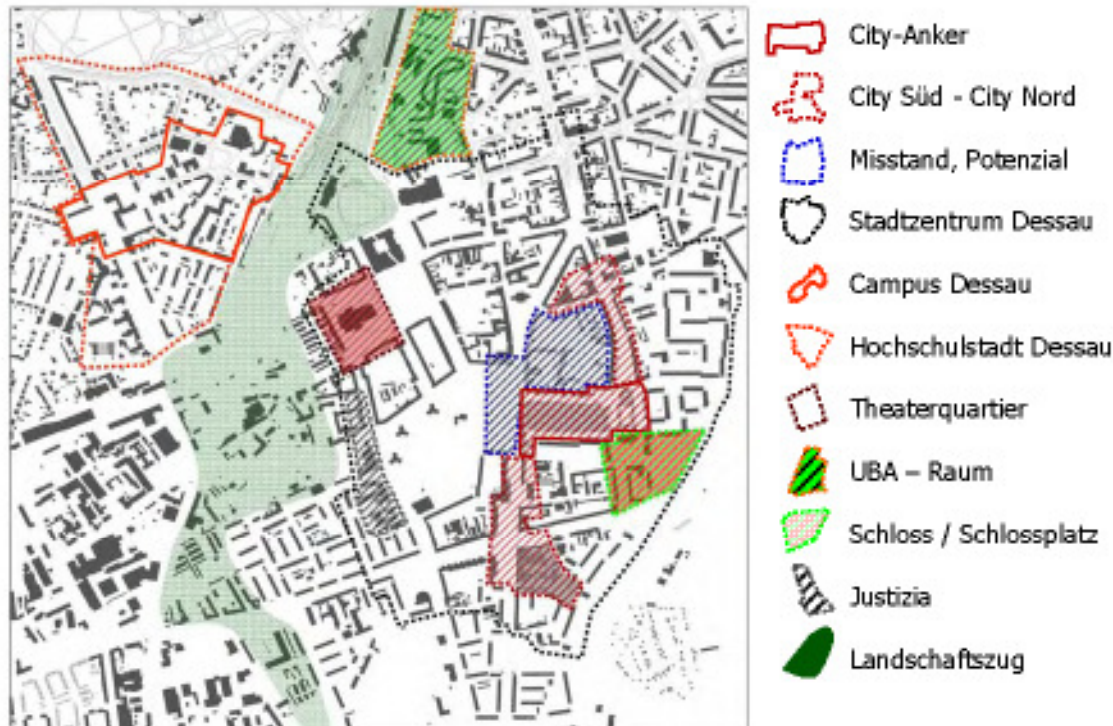 City-Anker
City Süd - City Nord
Misstand, Potenzial
Stadtzentrum Dessau
Campus Dessau
Hochschulstadt Dessau
Theaterquartier
UBA – Raum
Schloss / Schlossplatz
Justizia
Landschaftszug